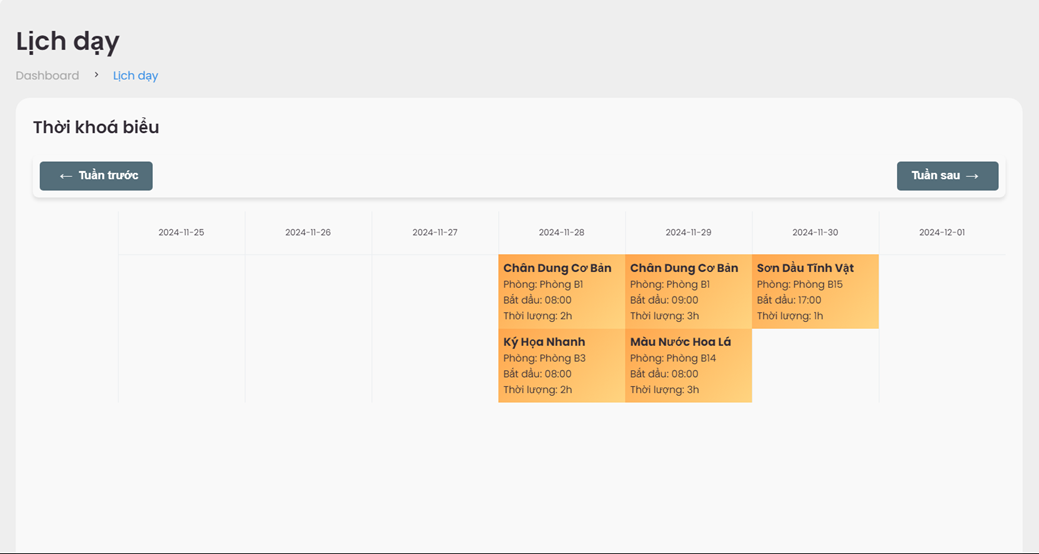 Lịch dạy
Dashboard > Lịch dạy
Thời khoá biểu
← Tuần trước
Tuần sau →
2024-11-25
2024-11-26
2024-11-27
2024-11-28
2024-11-29
2024-11-30
2024-12-01
Chân Dung Cơ Bản
Phòng: Phòng B1
Bắt đầu: 08:00
Thời lượng: 2h
Ký Họa Nhanh
Phòng: Phòng B3
Bắt đầu: 08:00
Thời lượng: 2h
Chân Dung Cơ Bản
Phòng: Phòng B1
Bắt đầu: 09:00
Thời lượng: 3h
Màu Nước Hoa Lá
Phòng: Phòng B14
Bắt đầu: 08:00
Thời lượng: 3h
Sơn Dầu Tĩnh Vật
Phòng: Phòng B15
Bắt đầu: 17:00
Thời lượng: 1h